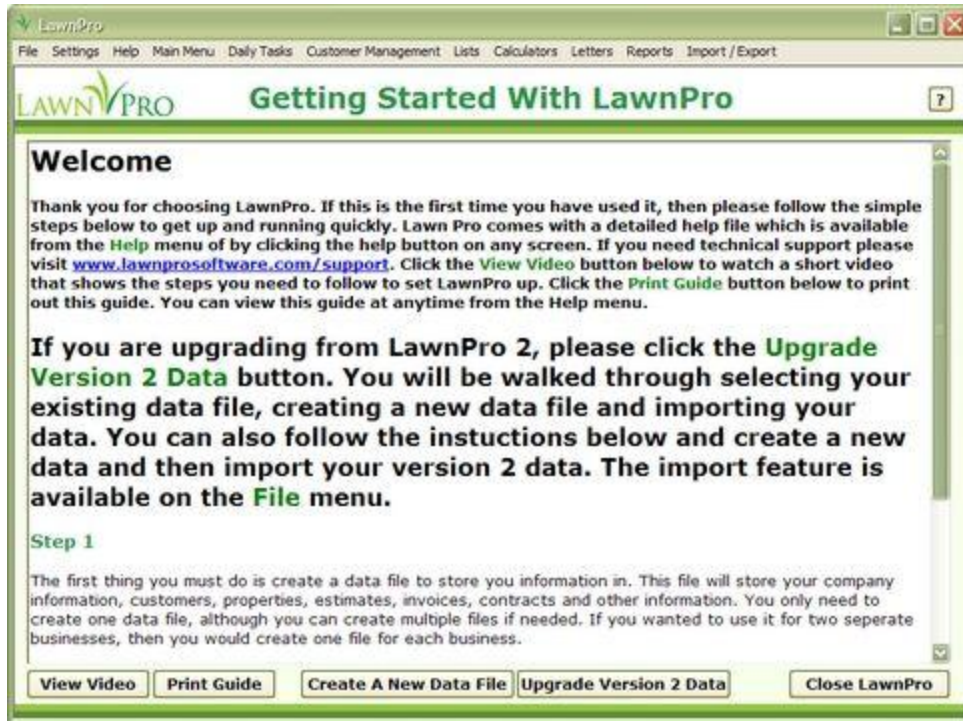 LawnPro
File Settings Help Main Menu Daily Tasks Customer Management Lists Calculators Letters Reports Import / Export
LAWN PRO Getting Started With LawnPro ?
Welcome
Thank you for choosing LawnPro. If this is the first time you have used it, then please follow the simple
steps below to get up and running quickly. Lawn Pro comes with a detailed help file which is available
from the Help menu of by clicking the help button on any screen. If you need technical support please
visit www.lawnprosoftware.com/support. Click the View Video button below to watch a short video
that shows the steps you need to follow to set LawnPro up. Click the Print Guide button below to print
out this guide. You can view this guide at anytime from the Help menu.
If you are upgrading from LawnPro 2, please click the Upgrade
Version 2 Data button. You will be walked through selecting your
existing data file, creating a new data file and importing your
data. You can also follow the instuctions below and create a new
data and then import your version 2 data. The import feature is
available on the File menu.
Step 1
The first thing you must do is create a data file to store you information in. This file will store your company
information, customers, properties, estimates, invoices, contracts and other information. You only need to
create one data file, although you can create multiple files if needed. If you wanted to use it for two seperate
businesses, then you would create one file for each business.
View Video Print Guide Create A New Data File Upgrade Version 2 Data Close LawnPro